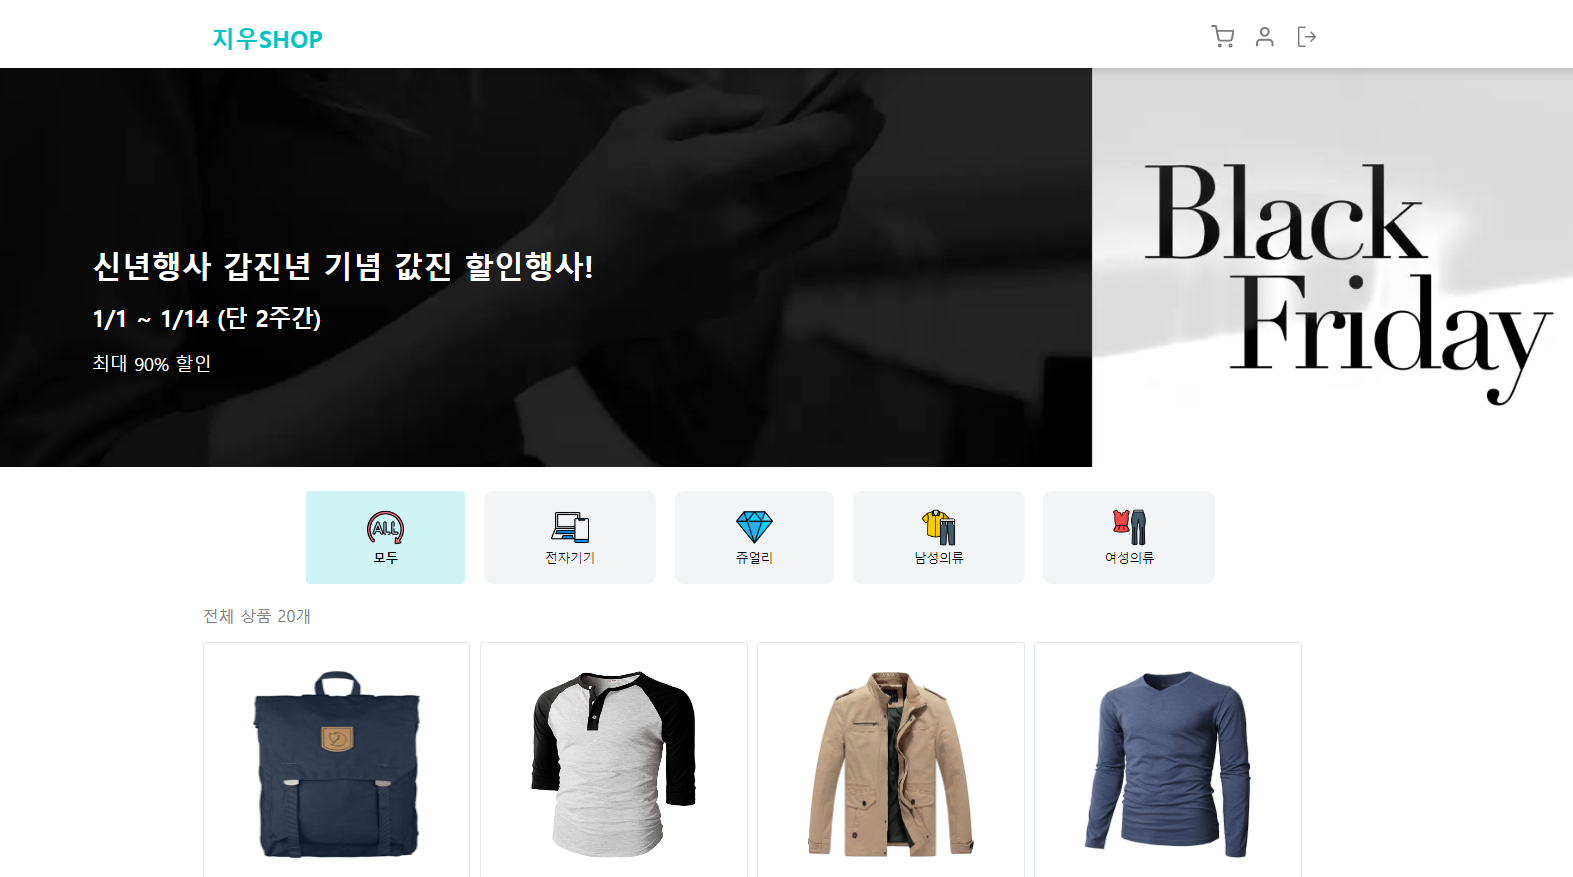 지우SHOP
신년행사 갑진년 기념 값진 할인행사!
1/1 ~ 1/14 (단 2주간)
최대 90% 할인
Black
Friday
ALL
모두
전자기기
쥬얼리
남성의류
여성의류
전체 상품 20개